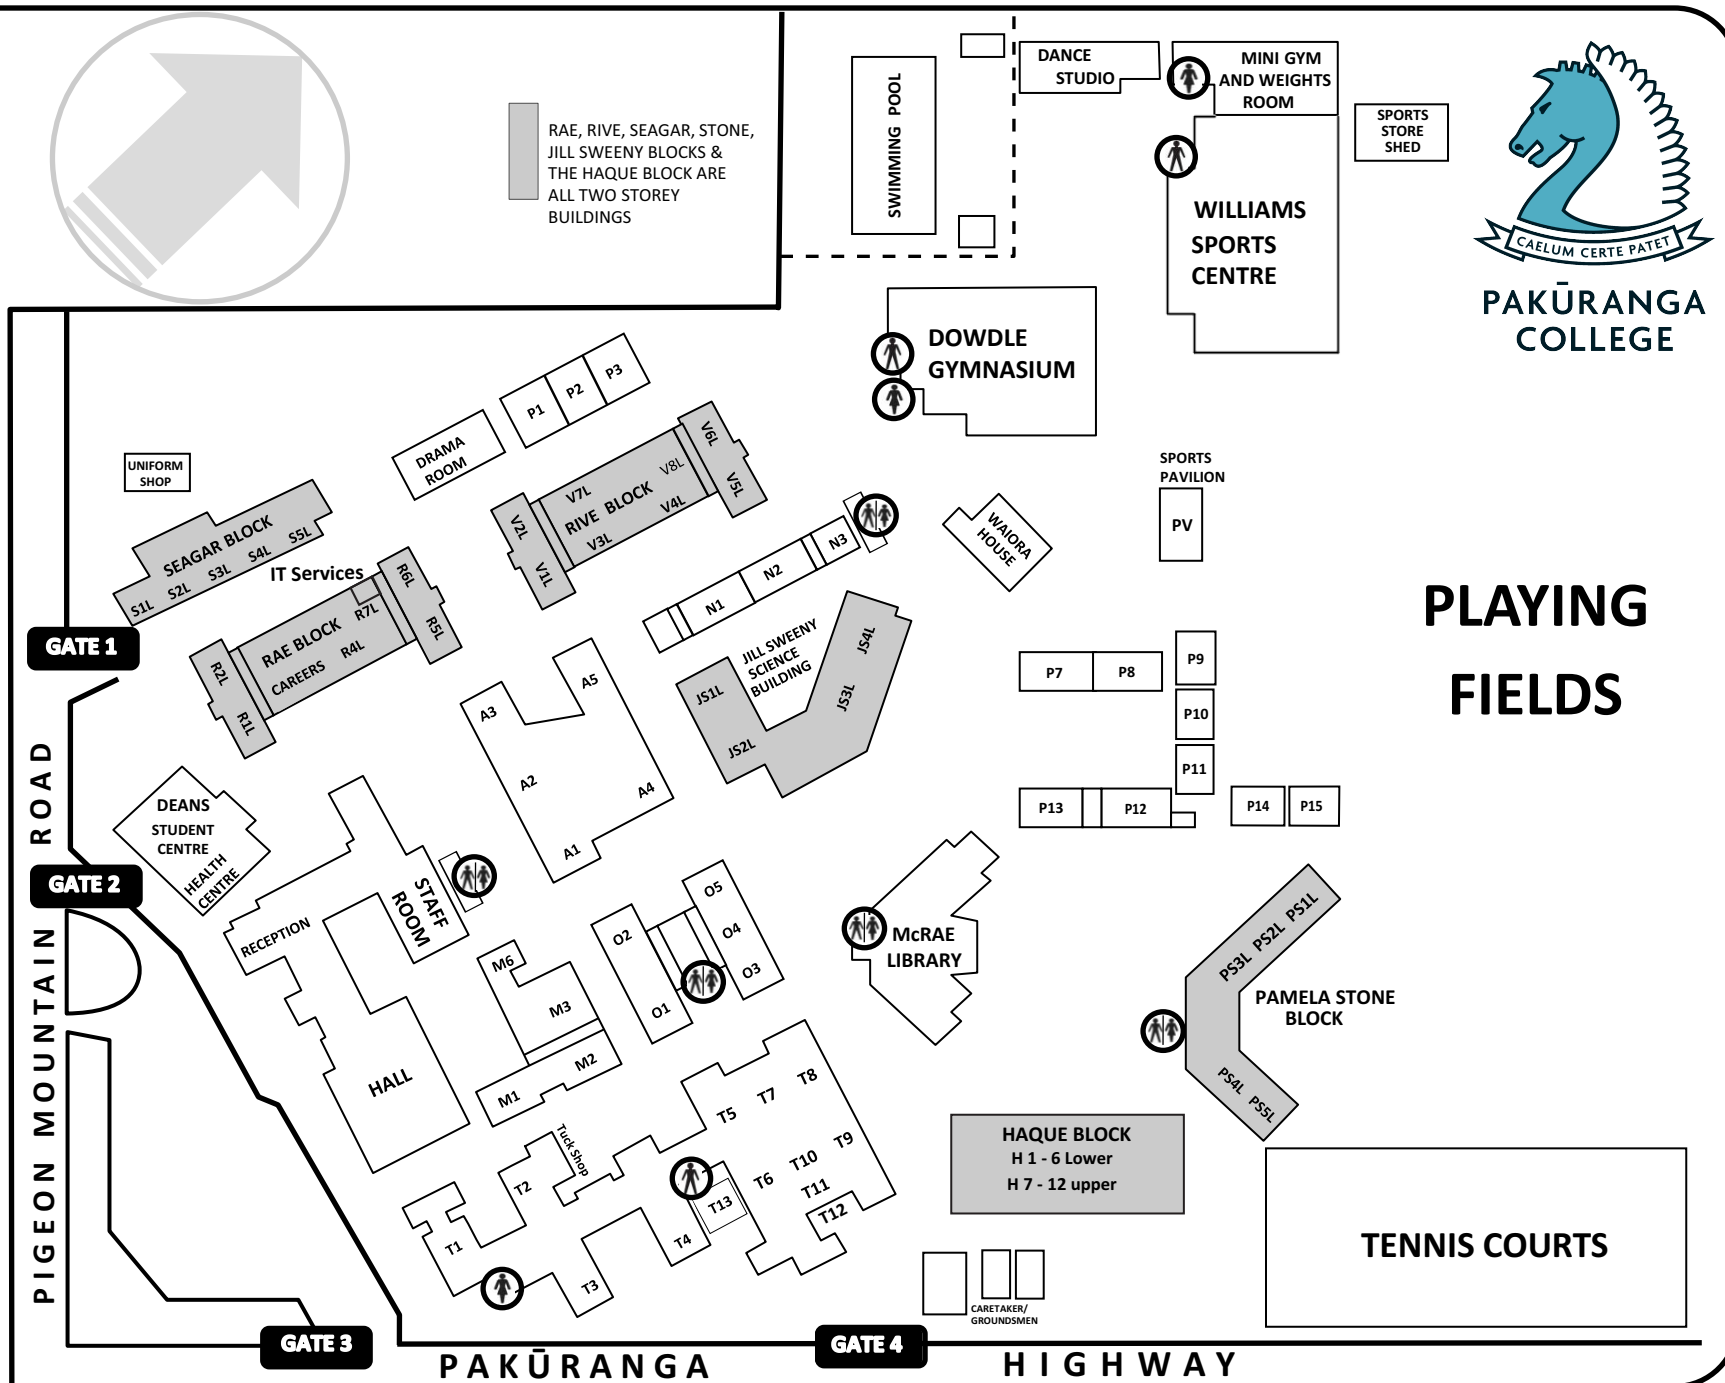 RAE, RIVE, SEAGAR, STONE,
JILL SWEENY BLOCKS &
THE HAQUE BLOCK ARE
ALL TWO STOREY
BUILDINGS
SWIMMING POOL
DANCE
STUDIO
MINI GYM
AND WEIGHTS
ROOM
SPORTS
STORE
SHED
WILLIAMS
SPORTS
CENTRE
CAELUM CERTE PATET
PAKŪRANGA
COLLEGE
DOWDLE
GYMNASIUM
P1
P2
P3
DRAMA
ROOM
UNIFORM
SHOP
SEAGAR BLOCK
S1L
S2L
S3L
S4L
S5L
IT Services
RAE BLOCK
CAREERS
R1L
R2L
R4L
R5L
R6L
R7L
RIVE BLOCK
V1L
V2L
V3L
V4L
V5L
V6L
V7L
V8L
N1
N2
N3
WAIORA
HOUSE
SPORTS
PAVILION
PV
PLAYING
FIELDS
JILL SWEENY
SCIENCE
BUILDING
JS1L
JS2L
JS3L
JS4L
A1
A2
A3
A4
A5
P7
P8
P9
P10
P11
P12
P13
P14
P15
GATE 1
PIGEON MOUNTAIN ROAD
DEANS
STUDENT
CENTRE
HEALTH
CENTRE
GATE 2
RECEPTION
STAFF
ROOM
HALL
M6
M3
M2
M1
O1
O2
O3
O4
O5
McRAE
LIBRARY
PS1L
PS2L
PS3L
PS4L
PS5L
PAMELA STONE
BLOCK
Tuck Shop
T1
T2
T3
T4
T5
T6
T7
T8
T9
T10
T11
T12
T13
HAQUE BLOCK
H 1 - 6 Lower
H 7 - 12 upper
TENNIS COURTS
CARETAKER/
GROUNDSMEN
GATE 3
GATE 4
PAKŪRANGA HIGHWAY